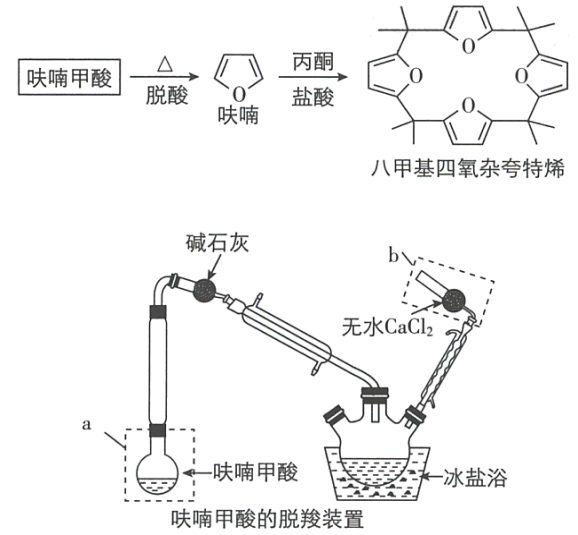 呋喃甲酸
△
脱酸
O
呋喃
丙酮
盐酸
O
O
O
O
八甲基四氧杂夸特烯
碱石灰
b
无水CaCl₂
a
呋喃甲酸
冰盐浴
呋喃甲酸的脱羧装置